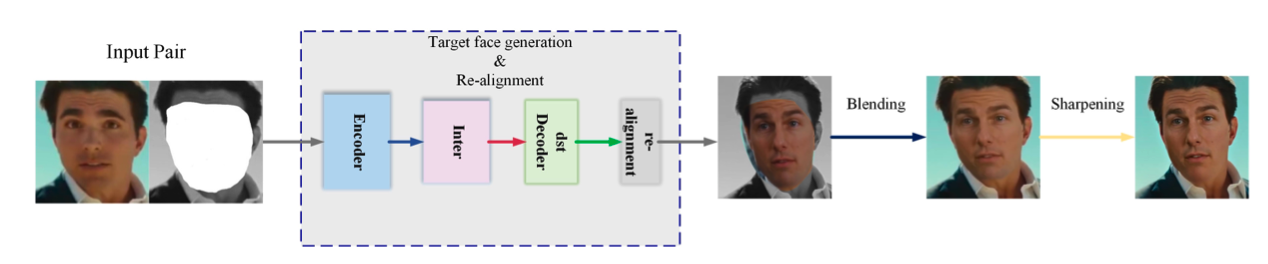 Input Pair
Target face generation
&
Re-alignment
Encoder
Inter
dst
Decoder
re-
alignment
Blending
Sharpening